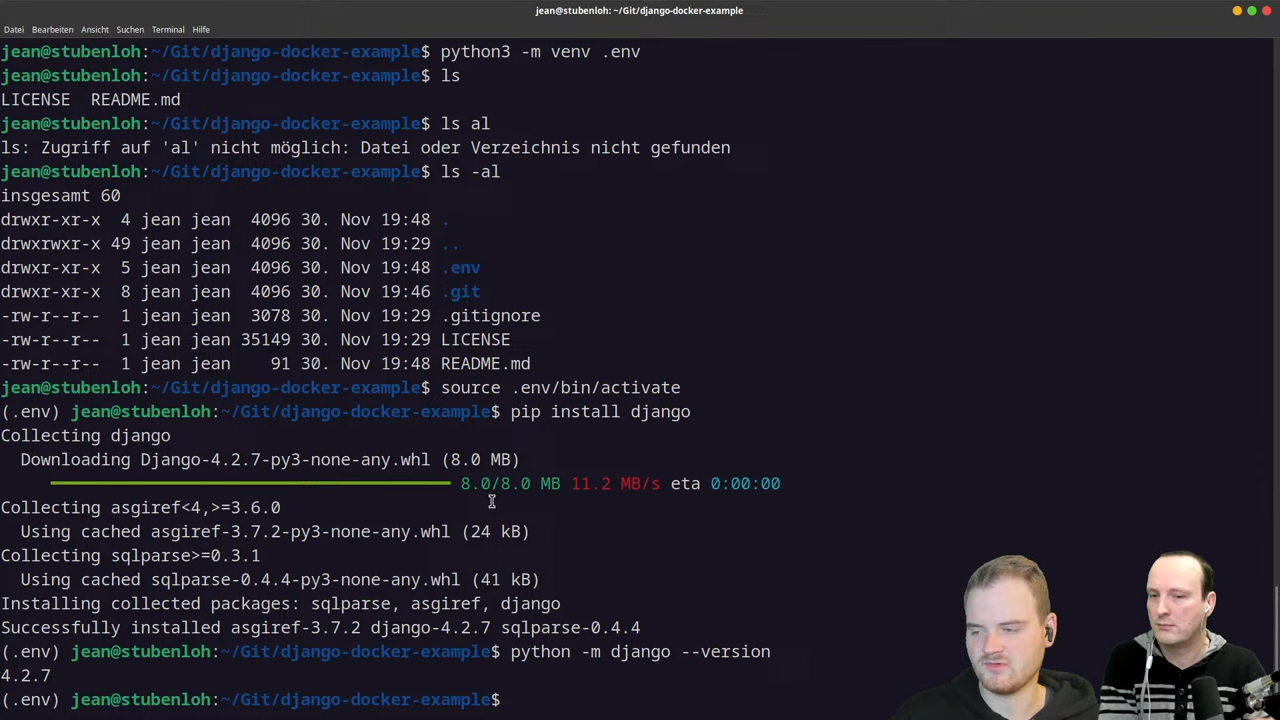 jean@stubenloh:~/Git/django-docker-example
Datei Bearbeiten Ansicht Suchen Terminal Hilfe
jean@stubenloh:~/Git/django-docker-example$ python3 -m venv .env
jean@stubenloh:~/Git/django-docker-example$ ls
LICENSE  README.md
jean@stubenloh:~/Git/django-docker-example$ ls al
ls: Zugriff auf 'al' nicht möglich: Datei oder Verzeichnis nicht gefunden
jean@stubenloh:~/Git/django-docker-example$ ls -al
insgesamt 60
drwxr-xr-x  4 jean jean  4096 30. Nov 19:48 .
drwxrwxr-x 49 jean jean  4096 30. Nov 19:29 ..
drwxr-xr-x  5 jean jean  4096 30. Nov 19:48 .env
drwxr-xr-x  8 jean jean  4096 30. Nov 19:46 .git
-rw-r--r--  1 jean jean  3078 30. Nov 19:29 .gitignore
-rw-r--r--  1 jean jean 35149 30. Nov 19:29 LICENSE
-rw-r--r--  1 jean jean    91 30. Nov 19:48 README.md
jean@stubenloh:~/Git/django-docker-example$ source .env/bin/activate
(.env) jean@stubenloh:~/Git/django-docker-example$ pip install django
Collecting django
  Downloading Django-4.2.7-py3-none-any.whl (8.0 MB)
8.0/8.0 MB 11.2 MB/s eta 0:00:00
Collecting asgiref<4,>=3.6.0
  Using cached asgiref-3.7.2-py3-none-any.whl (24 kB)
Collecting sqlparse>=0.3.1
  Using cached sqlparse-0.4.4-py3-none-any.whl (41 kB)
Installing collected packages: sqlparse, asgiref, django
Successfully installed asgiref-3.7.2 django-4.2.7 sqlparse-0.4.4
(.env) jean@stubenloh:~/Git/django-docker-example$ python -m django --version
4.2.7
(.env) jean@stubenloh:~/Git/django-docker-example$